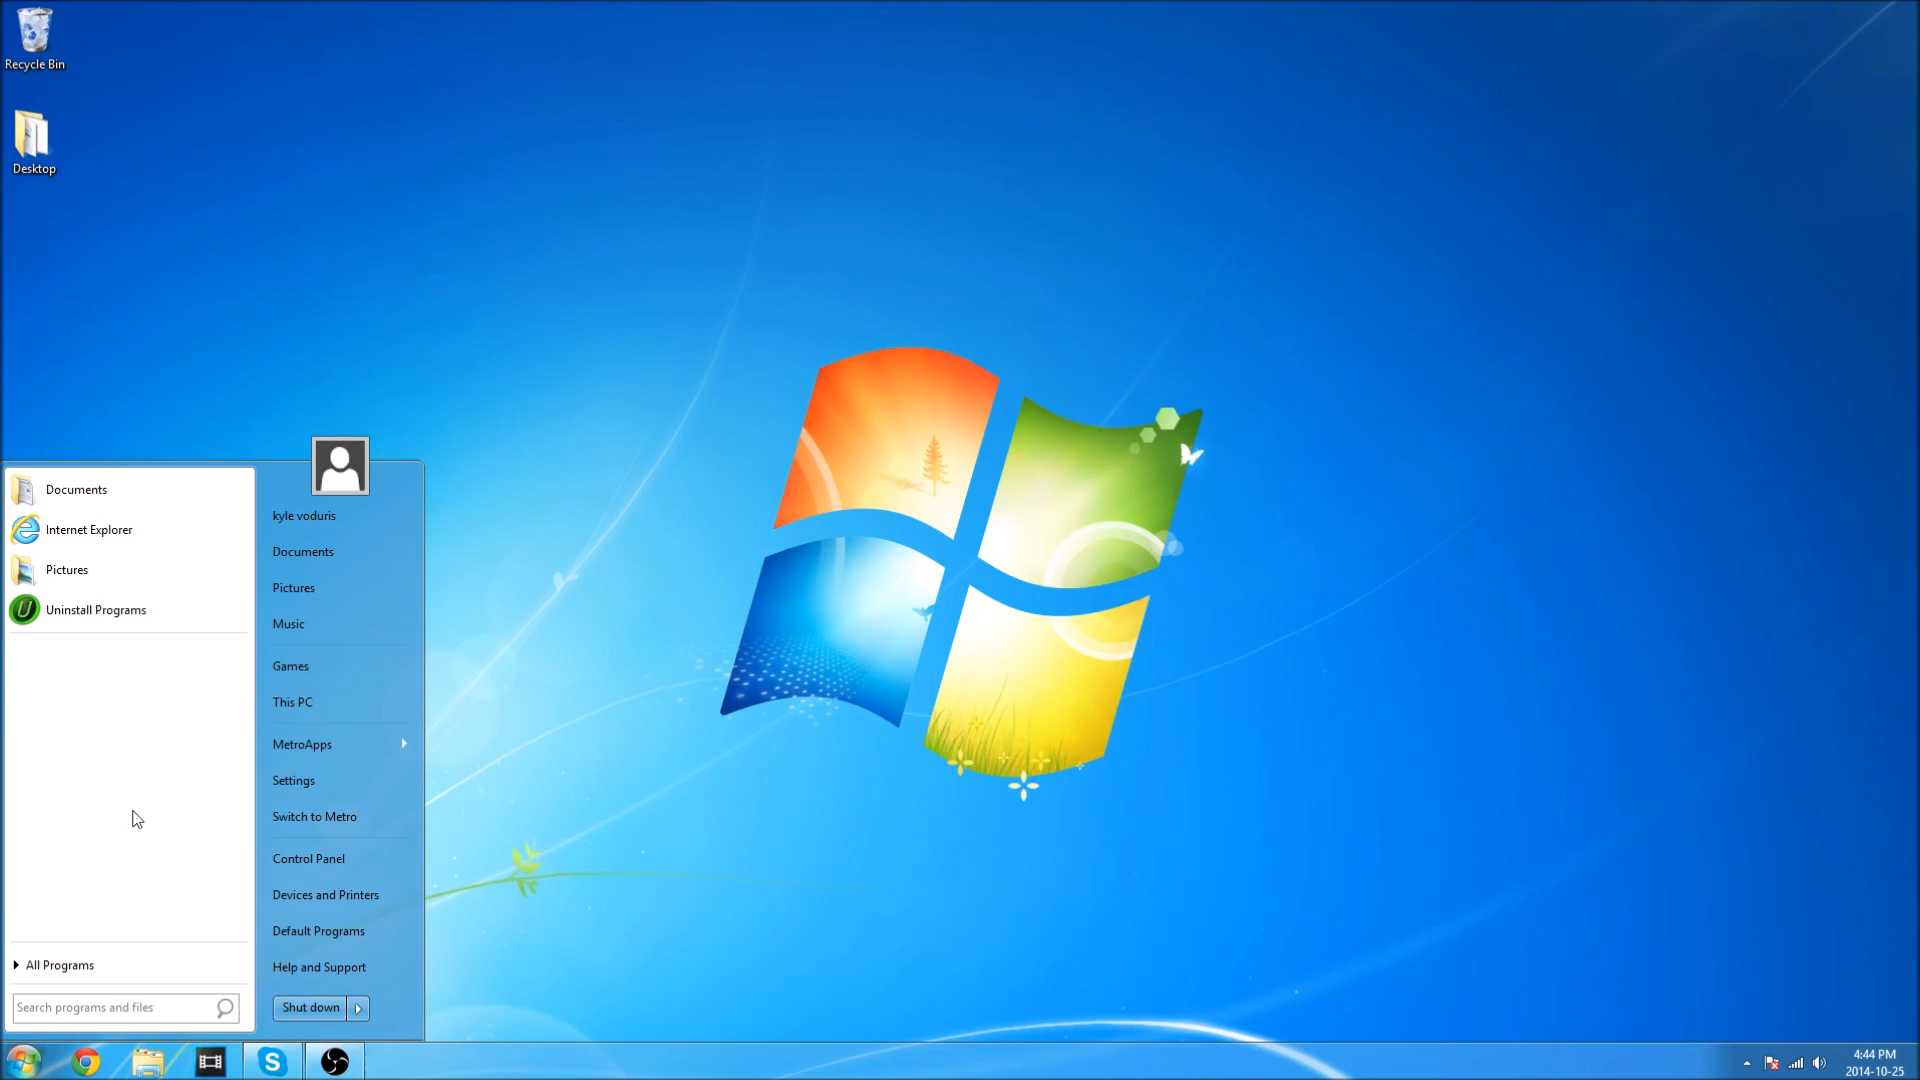 Recycle Bin
Desktop
Documents
Internet Explorer
Pictures
Uninstall Programs
All Programs
Search programs and files
kyle voduris
Documents
Pictures
Music
Games
This PC
MetroApps
Settings
Switch to Metro
Control Panel
Devices and Printers
Default Programs
Help and Support
Shut down
4:44 PM
2014-10-25